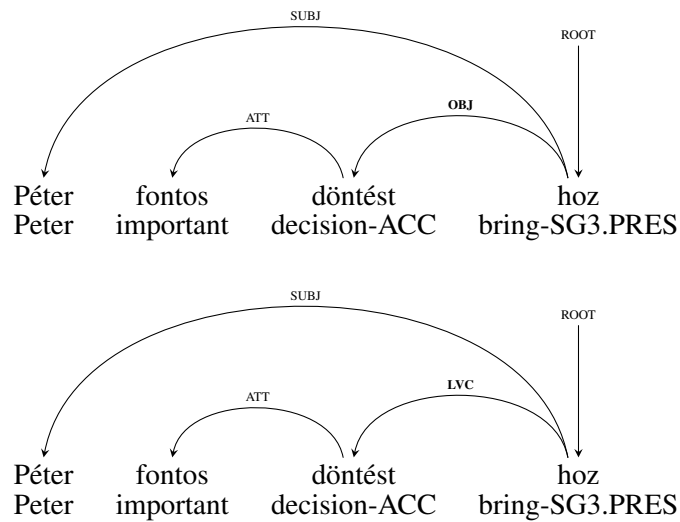 SUBJ
ROOT
OBJ
ATT
Péter fontos döntést hoz
Peter important decision-ACC bring-SG3.PRES
SUBJ
ROOT
LVC
ATT
Péter fontos döntést hoz
Peter important decision-ACC bring-SG3.PRES